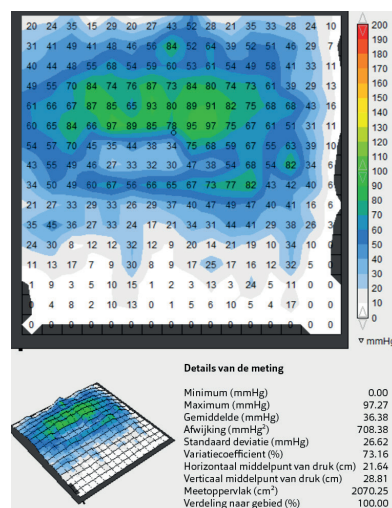 20 24 35 15 29 20 27 43 52 28 21 35 33 28 24 10
31 41 49 41 48 46 56 84 52 64 39 52 51 46 29 7
40 44 48 55 68 54 59 60 53 61 54 49 58 41 33 11
49 55 70 84 74 76 87 73 84 80 74 73 61 39 29 13
61 66 67 87 85 65 93 80 89 91 82 75 68 68 43 16
60 65 84 66 97 89 85 78 95 97 75 67 61 51 31 11
54 57 70 45 35 44 38 34 75 68 59 67 55 63 39 10
43 55 49 46 27 33 32 30 47 38 54 68 54 82 34 6
34 50 49 60 67 56 66 65 67 73 77 82 43 42 40 6
21 27 33 29 33 26 29 37 40 47 49 47 40 41 16 6
35 45 36 27 33 24 21 34 31 44 41 29 38 26 3
24 30 8 12 12 32 12 9 20 14 21 19 10 34 10 0
11 13 17 7 9 30 8 9 17 25 17 16 12 32 5 0
1 9 3 5 10 15 1 2 3 13 3 24 5 11 0 0
0 4 8 2 10 13 0 1 5 6 10 5 4 17 0 0
0 0 0 0 0 0 0 0 0 0 0 0 0 0 0 0
200
190
180
170
160
150
140
130
120
110
100
90
80
70
60
50
40
30
20
10
0
mmHg
Details van de meting
Minimum (mmHg) 0.00
Maximum (mmHg) 97.27
Gemiddelde (mmHg) 36.38
Afwijking (mmHg²) 708.38
Standaard deviatie (mmHg) 26.62
Variatiecoefficient (%) 73.16
Horizontaal middelpunt van druk (cm) 21.64
Verticaal middelpunt van druk (cm) 28.81
Meetoppervlak (cm²) 2070.25
Verdeling naar gebied (%) 100.00